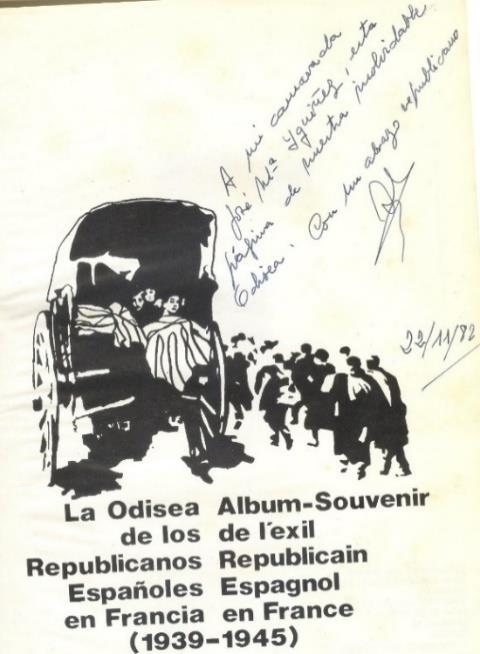 A mi camarada
José Mª Yguiñez, esta
página de nuestra inolvidable
Odisea. Con un abrazo republicano
22/11/82
La Odisea Album-Souvenir
de los de l'exil
Republicanos Republicain
Españoles Espagnol
en Francia en France
(1939-1945)